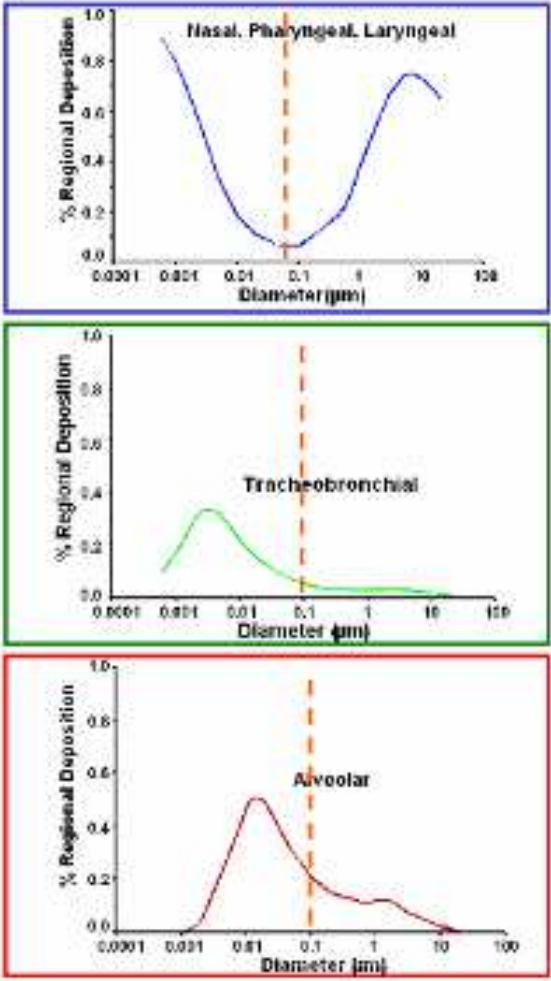 Nasal, Pharyngeal, Laryngeal
% Regional Deposition
1.0
0.8
0.6
0.4
0.2
0.0
0.0001 0.001 0.01 0.1 1 10 100
Diameter(µm)
Tracheobronchial
% Regional Deposition
1.0
0.8
0.6
0.4
0.2
0.0
0.0001 0.001 0.01 0.1 1 10 100
Diameter (µm)
Alveolar
% Regional Deposition
1.0
0.8
0.6
0.4
0.2
0.0
0.0001 0.001 0.01 0.1 1 10 100
Diameter (µm)